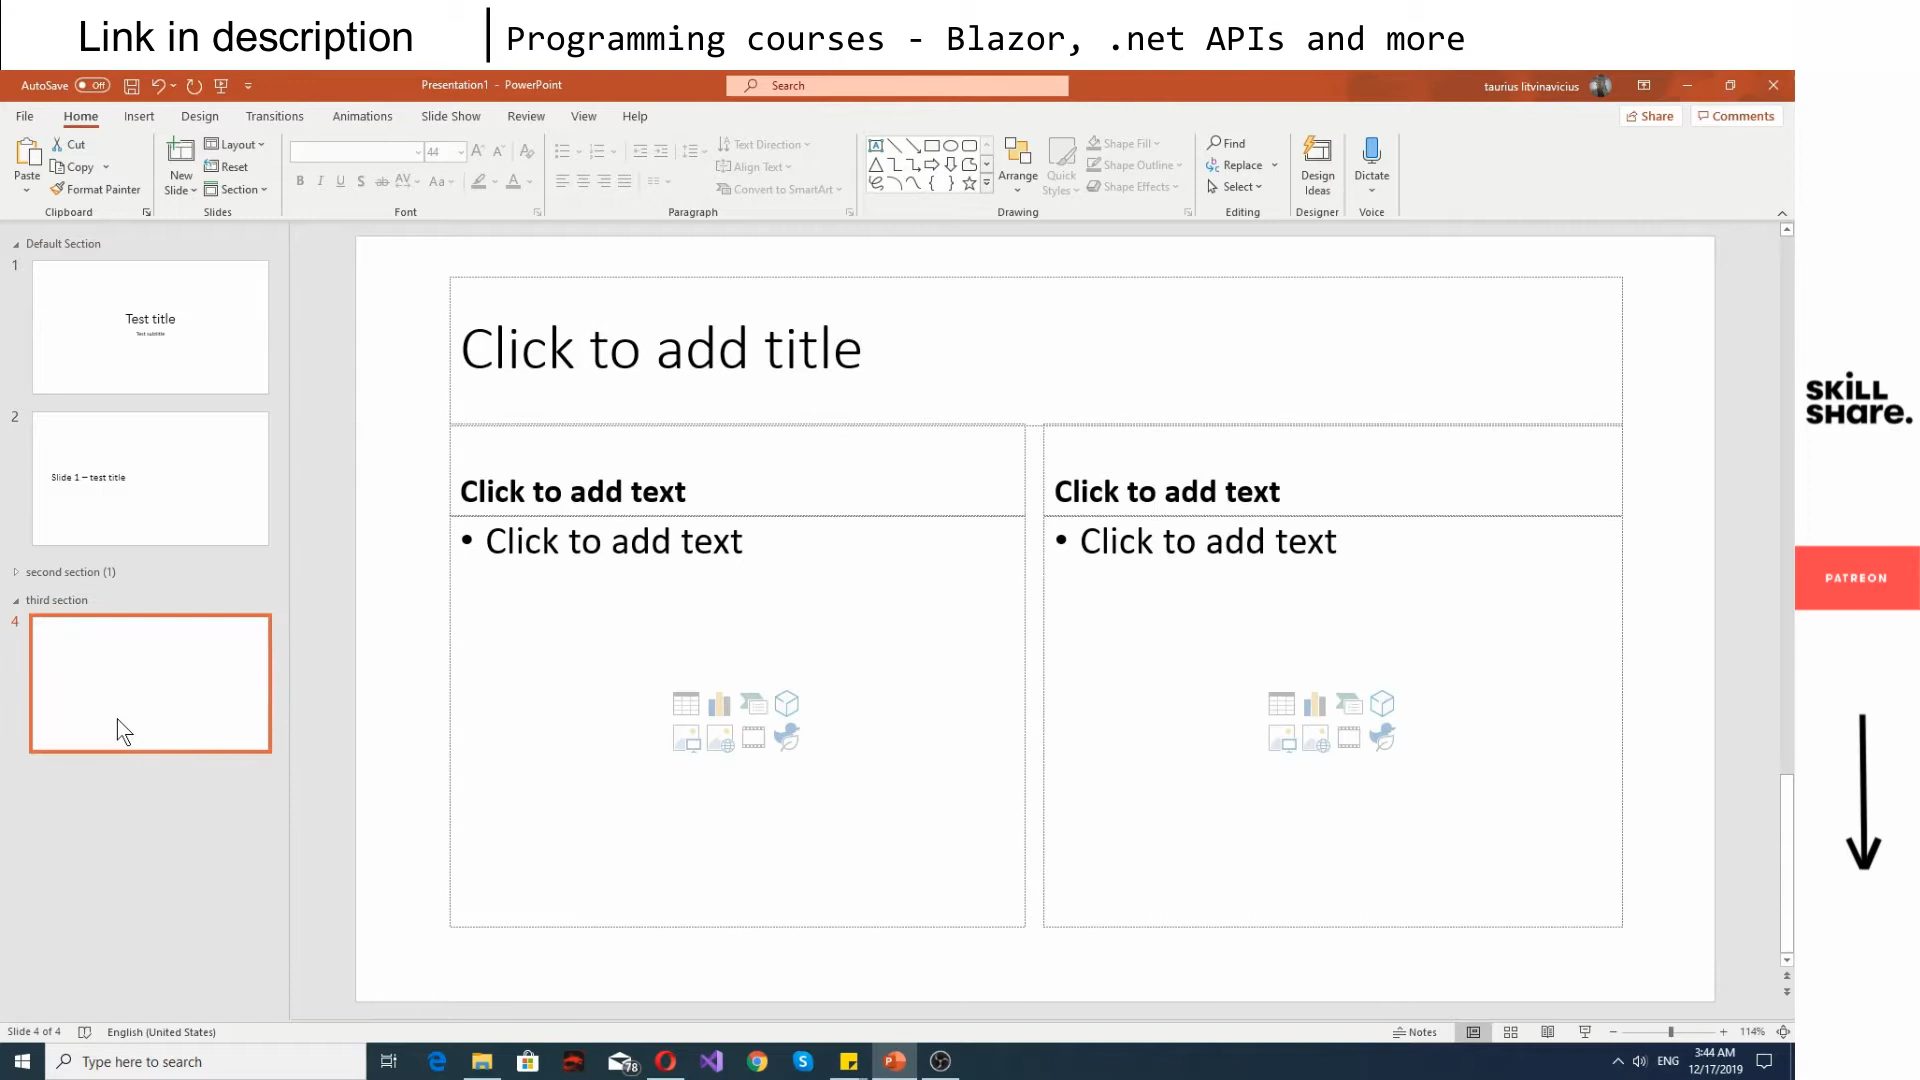 Link in description
Programming courses - Blazor, .net APIs and more
AutoSave Off
Presentation1 - PowerPoint
Search
taurius litvinavicius
File Home Insert Design Transitions Animations Slide Show Review View Help
Share
Comments
Paste
Cut
Copy
Format Painter
Clipboard
New Slide
Layout
Reset
Section
Slides
44
Font
Text Direction
Align Text
Convert to SmartArt
Paragraph
Arrange
Quick Styles
Shape Fill
Shape Outline
Shape Effects
Drawing
Find
Replace
Select
Editing
Design Ideas
Designer
Dictate
Voice
Default Section
1
Test title
Test subtitle
2
Slide 1 – test title
second section (1)
third section
4
Click to add title
Click to add text
• Click to add text
Click to add text
• Click to add text
SKILL
SHare.
PATREON
Slide 4 of 4
English (United States)
Notes
114%
Type here to search
78
ENG
3:44 AM
12/17/2019